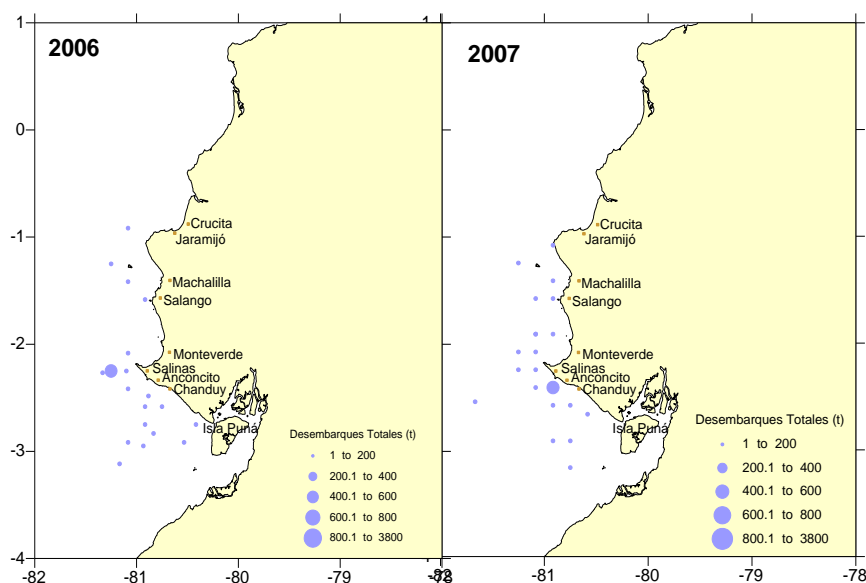 2006
1
0
-1
-2
-3
-4
-82
-81
-80
-79
Crucita
Jaramijó
Machalilla
Salango
Monteverde
Salinas
Anconcito
Chanduy
Isla Puná
Desembarques Totales (t)
1 to 200
200.1 to 400
400.1 to 600
600.1 to 800
800.1 to 3800
2007
1
-82
-81
-80
-79
-78
Crucita
Jaramijó
Machalilla
Salango
Monteverde
Salinas
Anconcito
Chanduy
Isla Puná
Desembarques Totales (t)
1 to 200
200.1 to 400
400.1 to 600
600.1 to 800
800.1 to 3800